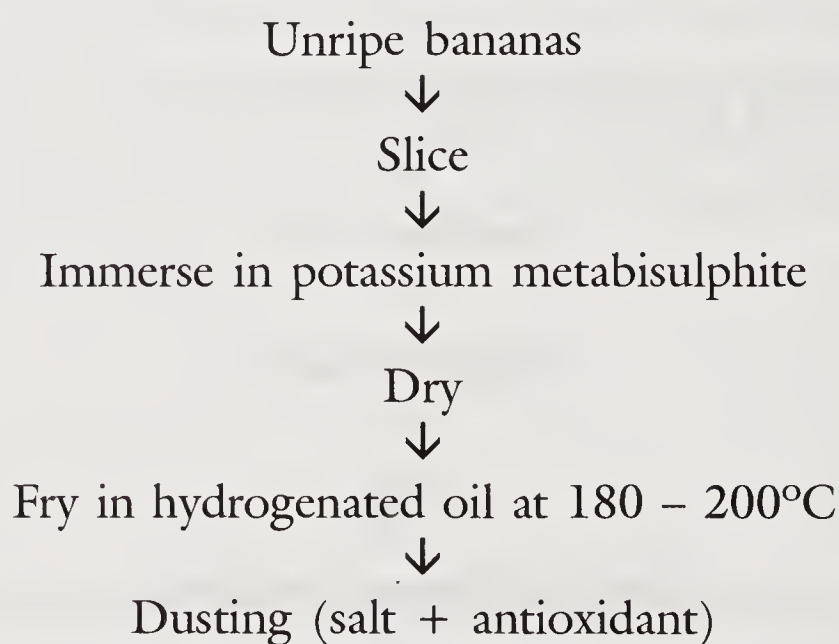 Unripe bananas
↓
Slice
↓
Immerse in potassium metabisulphite
↓
Dry
↓
Fry in hydrogenated oil at 180 – 200°C
↓
Dusting (salt + antioxidant)